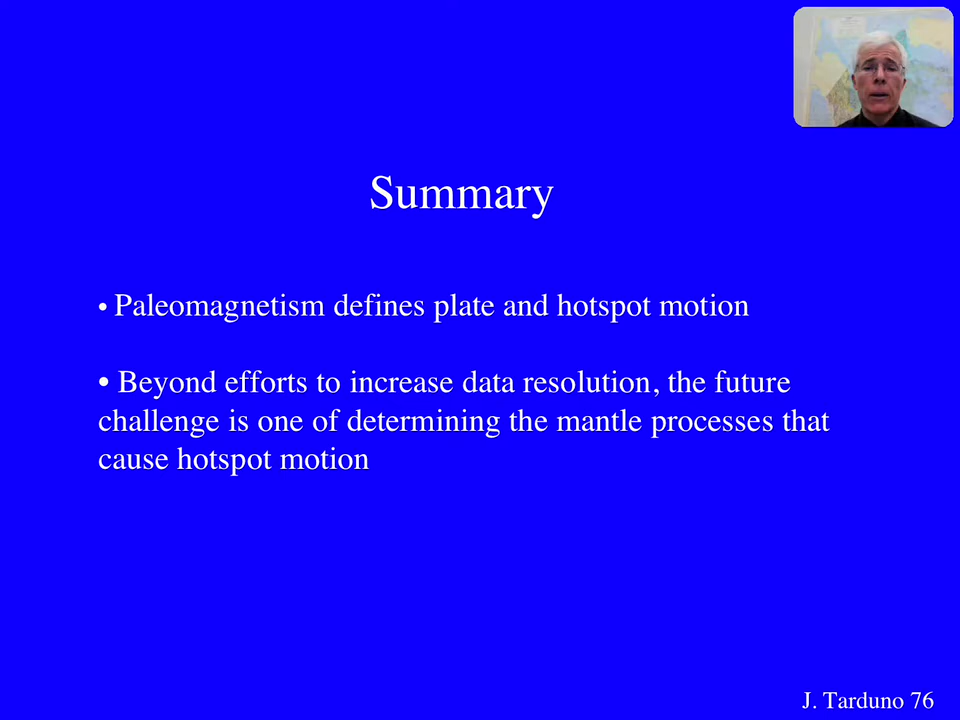 Summary
• Paleomagnetism defines plate and hotspot motion
• Beyond efforts to increase data resolution, the future
challenge is one of determining the mantle processes that
cause hotspot motion
J. Tarduno 76